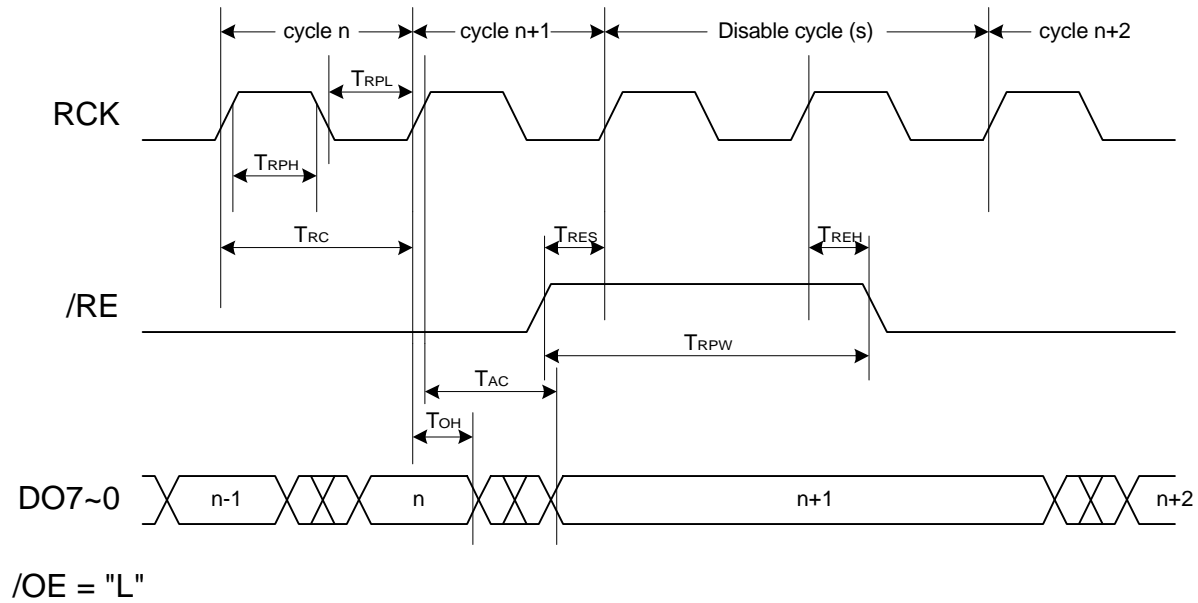 cycle n cycle n+1 Disable cycle (s) cycle n+2
TRPL
RCK
TRPH
TRC TRES TREH
/RE
TRPW
TAC
TOH
DO7~0 n-1 n n+1 n+2
/OE = "L"